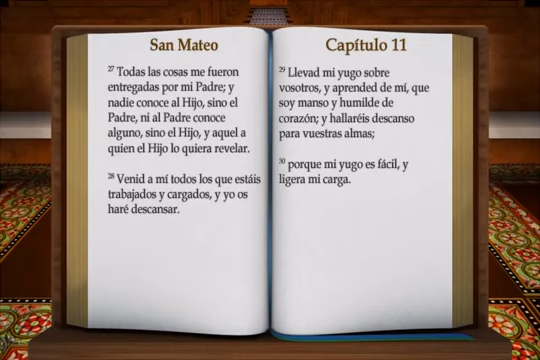 San Mateo
27 Todas las cosas me fueron
entregadas por mi Padre; y
nadie conoce al Hijo, sino el
Padre, ni al Padre conoce
alguno, sino el Hijo, y aquel a
quien el Hijo lo quiera revelar.
28 Venid a mí todos los que estáis
trabajados y cargados, y yo os
haré descansar.
Capítulo 11
29 Llevad mi yugo sobre
vosotros, y aprended de mí, que
soy manso y humilde de
corazón; y hallaréis descanso
para vuestras almas;
30 porque mi yugo es fácil, y
ligera mi carga.